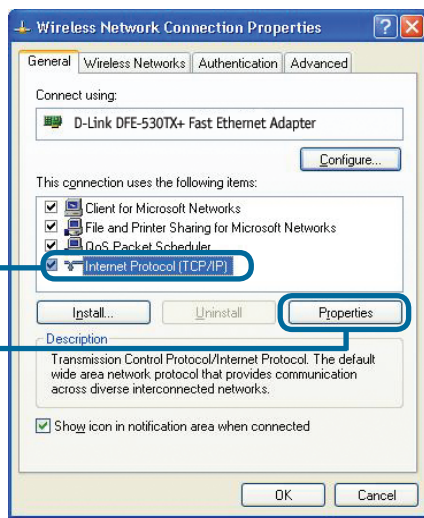 Wireless Network Connection Properties
General Wireless Networks Authentication Advanced
Connect using:
D-Link DFE-530TX+ Fast Ethernet Adapter
Configure...
This connection uses the following items:
Client for Microsoft Networks
File and Printer Sharing for Microsoft Networks
QoS Packet Scheduler
Internet Protocol (TCP/IP)
Install... Uninstall Properties
Description
Transmission Control Protocol/Internet Protocol. The default
wide area network protocol that provides communication
across diverse interconnected networks.
Show icon in notification area when connected
OK Cancel